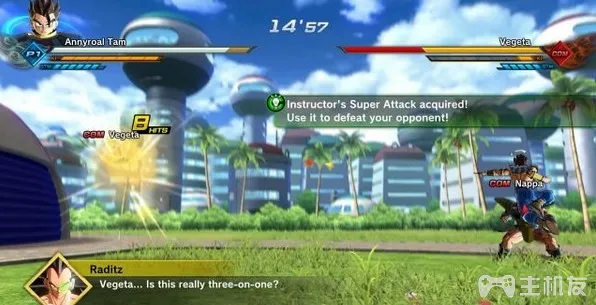 14'57
P1
Annyroal Tam
Vegeta
COM
Instructor's Super Attack acquired!
Use it to defeat your opponent!
8
HITS
COM Vegeta
COM Nappa
Raditz
Vegeta... Is this really three-on-one?
主机友